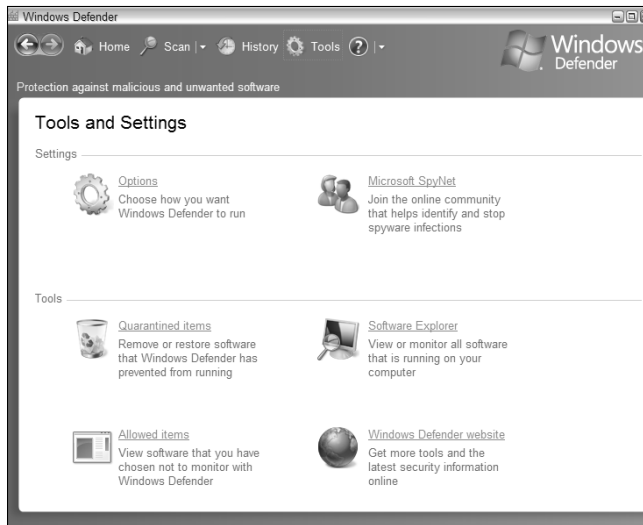 Windows Defender
Home Scan History Tools ?
Windows
Defender
Protection against malicious and unwanted software
Tools and Settings
Settings
Options
Choose how you want
Windows Defender to run
Microsoft SpyNet
Join the online community
that helps identify and stop
spyware infections
Tools
Quarantined items
Remove or restore software
that Windows Defender has
prevented from running
Software Explorer
View or monitor all software
that is running on your
computer
Allowed items
View software that you have
chosen not to monitor with
Windows Defender
Windows Defender website
Get more tools and the
latest security information
online